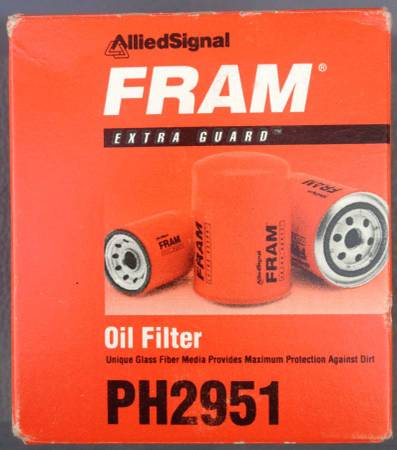 AlliedSignal
FRAM®
EXTRA GUARD™
FRAM
AlliedSignal
FRAM
FRAM
Oil Filter
Unique Glass Fiber Media Provides Maximum Protection Against Dirt
PH2951